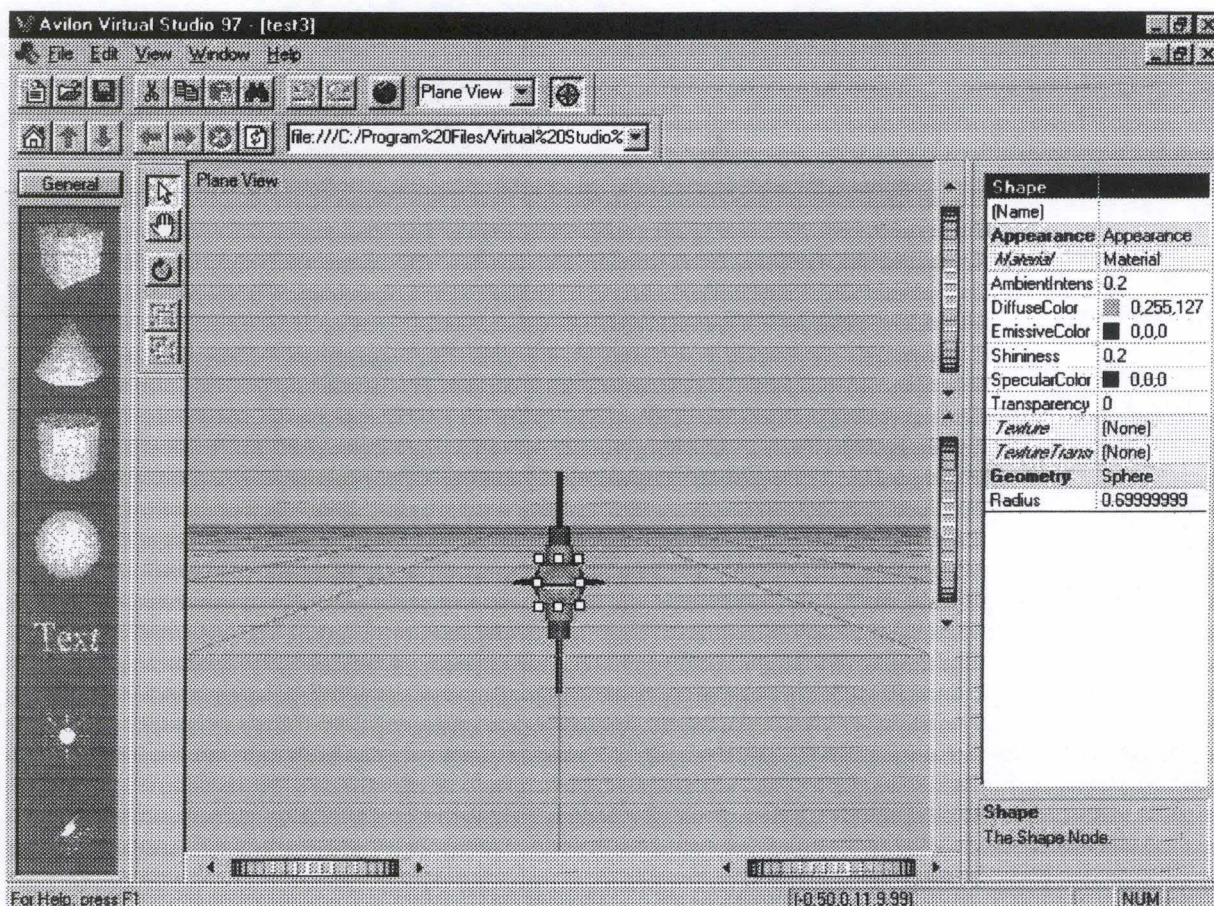 Avilon Virtual Studio 97 - [test3]
File Edit View Window Help
Plane View
file:///C:/Program%20Files/Virtual%20Studio%
General
Text
Plane View
Shape
(Name)
Appearance Appearance
Material Material
AmbientIntens 0.2
DiffuseColor 0,255,127
EmissiveColor 0,0,0
Shininess 0.2
SpecularColor 0,0,0
Transparency 0
Texture (None)
TextureTrans (None)
Geometry Sphere
Radius 0.69999999
Shape
The Shape Node.
For Help, press F1
[-0.50,0.11,9.99]
NUM